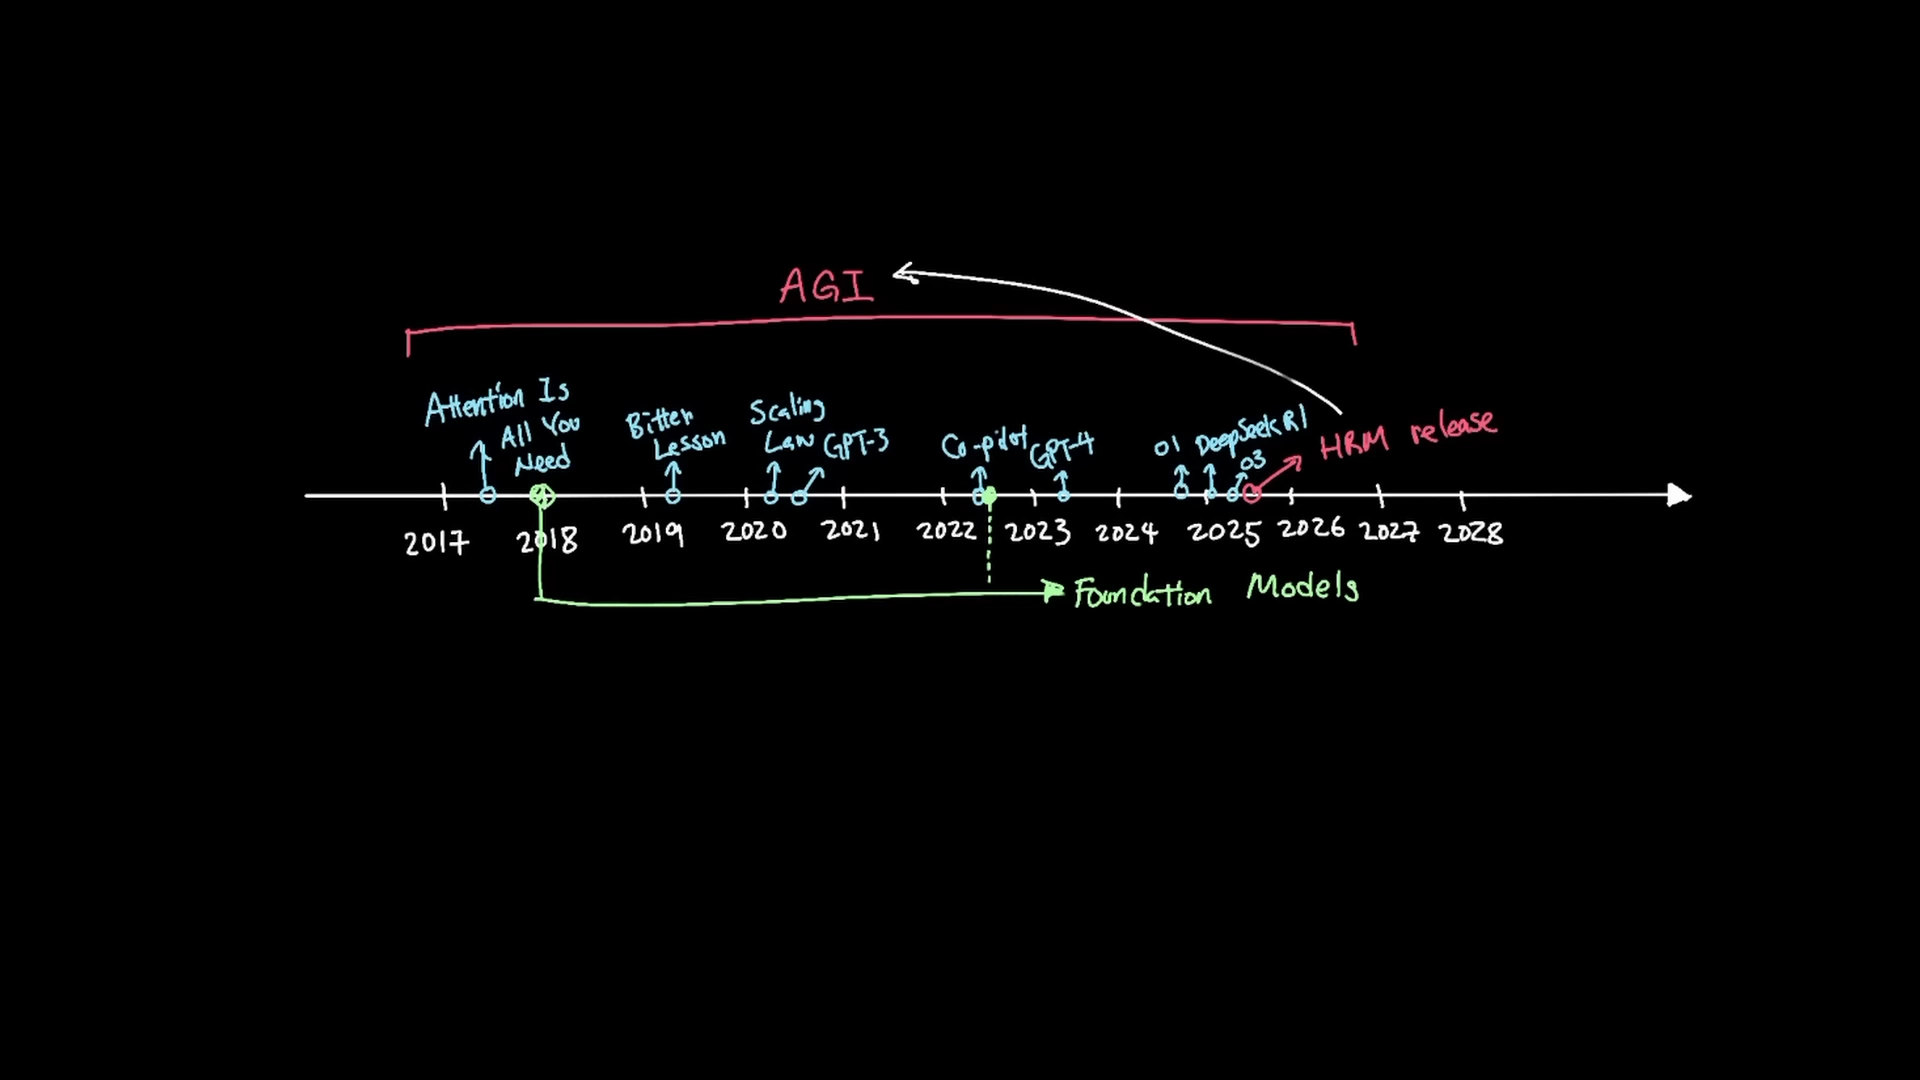 AGI
Attention Is
All You
Need
Bitter
Lesson
Scaling
Law
GPT-3
Co-pilot
GPT-4
o1
DeepSeek R1
o3
HRM release
2017
2018
2019
2020
2021
2022
2023
2024
2025
2026
2027
2028
Foundation Models